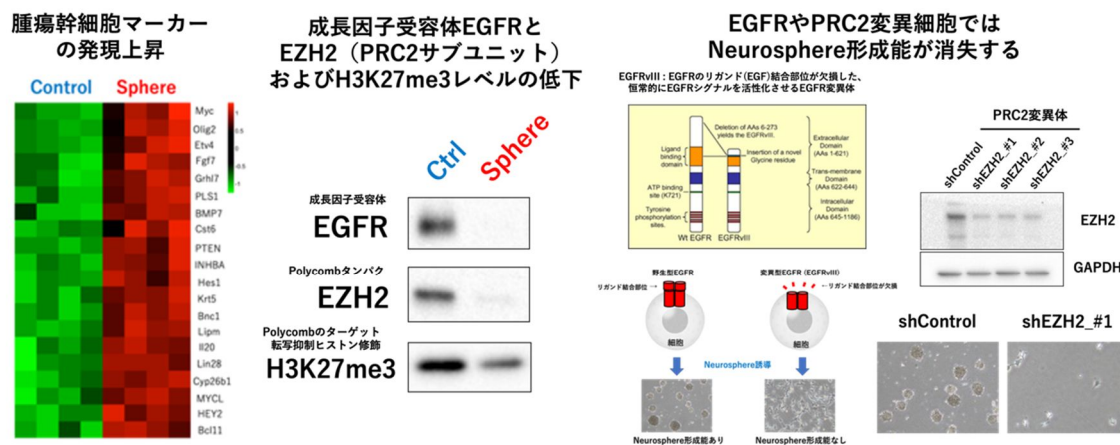 腫瘍幹細胞マーカー
の発現上昇
Control
Sphere
Myc
Olig2
Etv4
Fgf7
Grhl7
PLS1
BMP7
Cst6
PTEN
INHBA
Hes1
Krt5
Bnc1
Lipm
Il20
Lin28
Cyp26b1
MYCL
HEY2
Bcl11
1
0.5
0
-0.5
-1
成長因子受容体EGFRと
EZH2（PRC2サブユニット）
およびH3K27me3レベルの低下
Ctrl
Sphere
成長因子受容体
EGFR
Polycombタンパク
EZH2
Polycombのターゲット
転写抑制ヒストン修飾
H3K27me3
EGFRやPRC2変異細胞では
Neurosphere形成能が消失する
EGFRvIII : EGFRのリガンド(EGF)結合部位が欠損した、
恒常的にEGFRシグナルを活性化させるEGFR変異体
Deletion of AAs 6-273
yields the EGFRvIII.
Insertion of a novel
Glycine residue
Ligand
binding
domain
ATP binding
site (K721)
Tyrosine
phosphorylation
sites.
Extracellular
Domain
(AAs 1-621)
Trans-membrane
Domain
(AAs 622-644)
Intracellular
Domain
(AAs 645-1186)
Wt EGFR
EGFRvIII
野生型EGFR
リガンド結合部位
細胞
変異型EGFR (EGFRvIII)
リガンド結合部位が欠損
細胞
Neurosphere誘導
Neurosphere形成能あり
Neurosphere形成能なし
PRC2変異体
shControl
shEZH2_#1
shEZH2_#2
shEZH2_#3
EZH2
GAPDH
shControl
shEZH2_#1